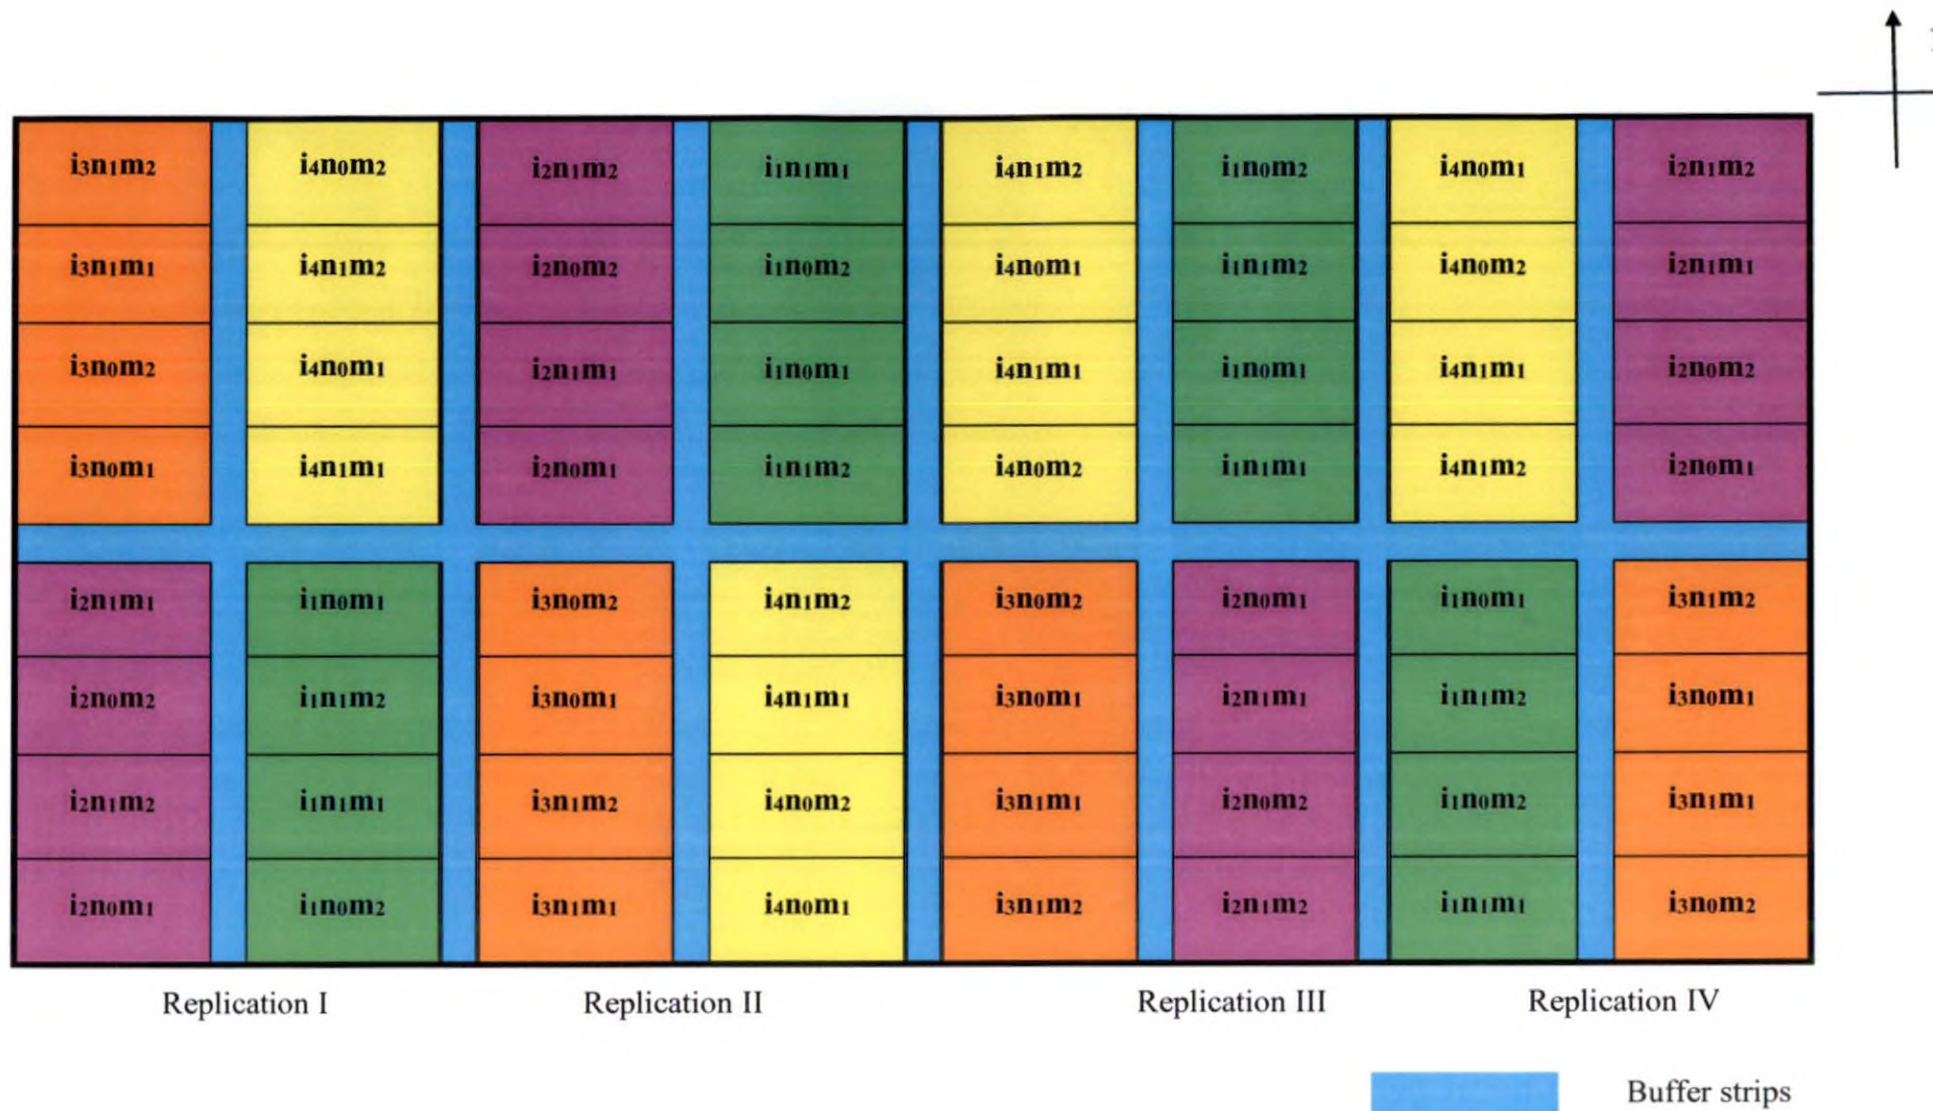 i₃n₁m₂ i₄n₀m₂ i₂n₁m₂ i₁n₁m₁ i₄n₁m₂ i₁n₀m₂ i₄n₀m₁ i₂n₁m₂
i₃n₁m₁ i₄n₁m₂ i₂n₀m₂ i₁n₀m₂ i₄n₀m₁ i₁n₁m₂ i₄n₀m₂ i₂n₁m₁
i₃n₀m₂ i₄n₀m₁ i₂n₁m₁ i₁n₀m₁ i₄n₁m₁ i₁n₀m₁ i₄n₁m₁ i₂n₀m₂
i₃n₀m₁ i₄n₁m₁ i₂n₀m₁ i₁n₁m₂ i₄n₀m₂ i₁n₁m₁ i₄n₁m₂ i₂n₀m₁
i₂n₁m₁ i₁n₀m₁ i₃n₀m₂ i₄n₁m₂ i₃n₀m₂ i₂n₀m₁ i₁n₀m₁ i₃n₁m₂
i₂n₀m₂ i₁n₁m₂ i₃n₀m₁ i₄n₁m₁ i₃n₀m₁ i₂n₁m₁ i₁n₁m₂ i₃n₀m₁
i₂n₁m₂ i₁n₁m₁ i₃n₁m₂ i₄n₀m₂ i₃n₁m₁ i₂n₀m₂ i₁n₀m₂ i₃n₁m₁
i₂n₀m₁ i₁n₀m₂ i₃n₁m₁ i₄n₀m₁ i₃n₁m₂ i₂n₁m₂ i₁n₁m₁ i₃n₀m₂
Replication I Replication II Replication III Replication IV
Buffer strips